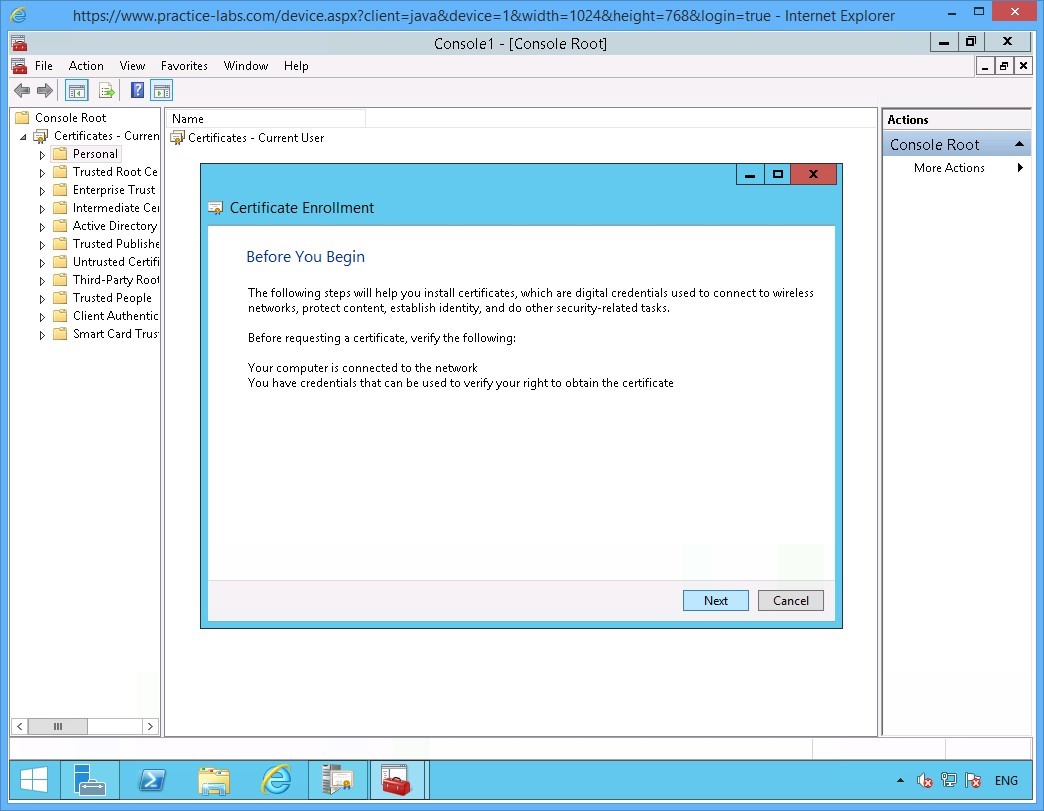 https://www.practice-labs.com/device.aspx?client=java&device=1&width=1024&height=768&login=true - Internet Explorer
Console1 - [Console Root]
File Action View Favorites Window Help
Console Root
Certificates - Curren
Personal
Trusted Root Ce
Enterprise Trust
Intermediate Cer
Active Directory
Trusted Publishe
Untrusted Certifi
Third-Party Root
Trusted People
Client Authentic
Smart Card Trus
Name
Certificates - Current User
Actions
Console Root
More Actions
Certificate Enrollment
Before You Begin
The following steps will help you install certificates, which are digital credentials used to connect to wireless
networks, protect content, establish identity, and do other security-related tasks.
Before requesting a certificate, verify the following:
Your computer is connected to the network
You have credentials that can be used to verify your right to obtain the certificate
Next Cancel
ENG